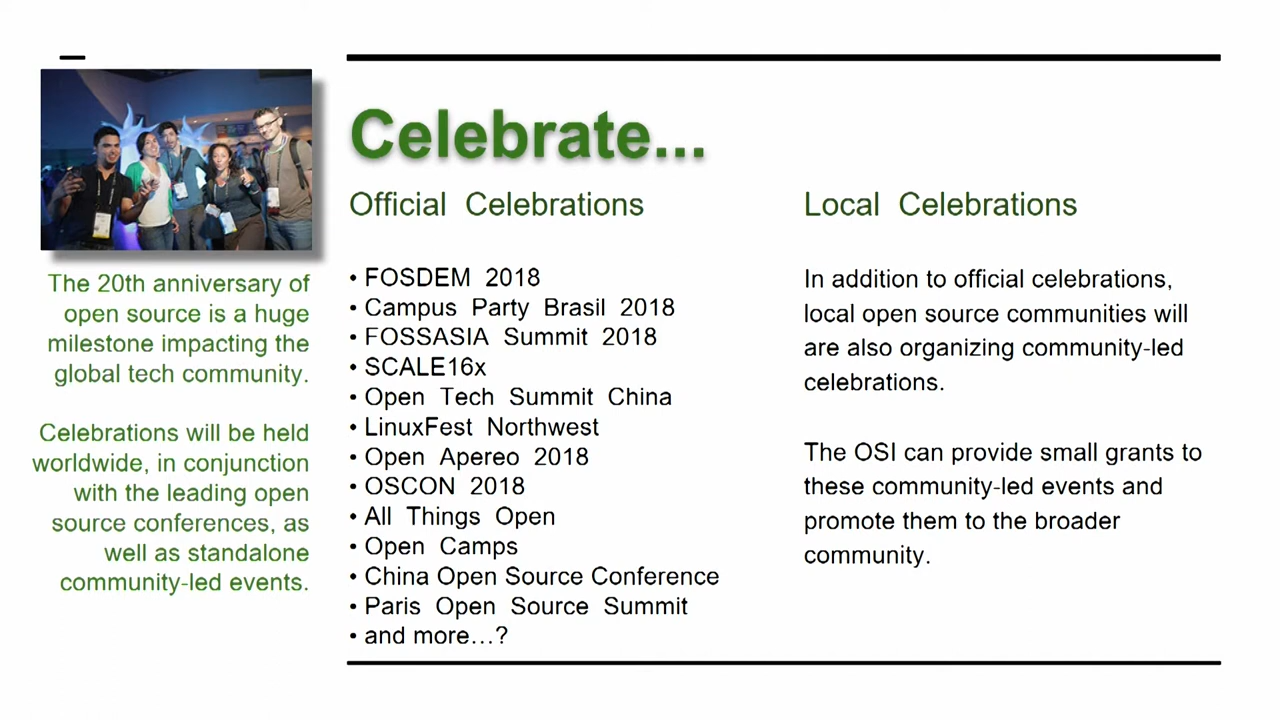 The 20th anniversary of
open source is a huge
milestone impacting the
global tech community.
Celebrations will be held
worldwide, in conjunction
with the leading open
source conferences, as
well as standalone
community-led events.
Celebrate...
Official Celebrations
• FOSDEM 2018
• Campus Party Brasil 2018
• FOSSASIA Summit 2018
• SCALE16x
• Open Tech Summit China
• LinuxFest Northwest
• Open Apereo 2018
• OSCON 2018
• All Things Open
• Open Camps
• China Open Source Conference
• Paris Open Source Summit
• and more…?
Local Celebrations
In addition to official celebrations,
local open source communities will
are also organizing community-led
celebrations.
The OSI can provide small grants to
these community-led events and
promote them to the broader
community.